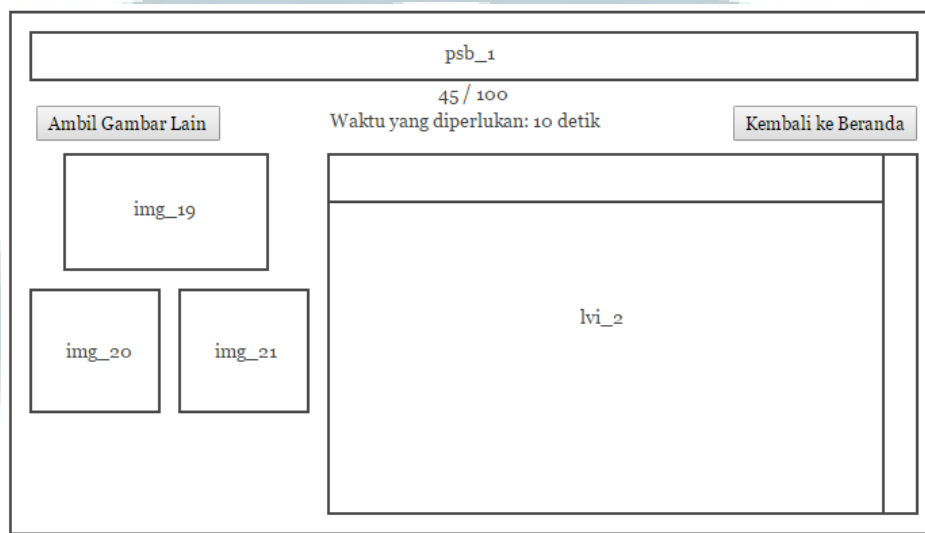 psb_1
45 / 100
Ambil Gambar Lain
Waktu yang diperlukan: 10 detik
Kembali ke Beranda
img_19
img_20
img_21
lvi_2